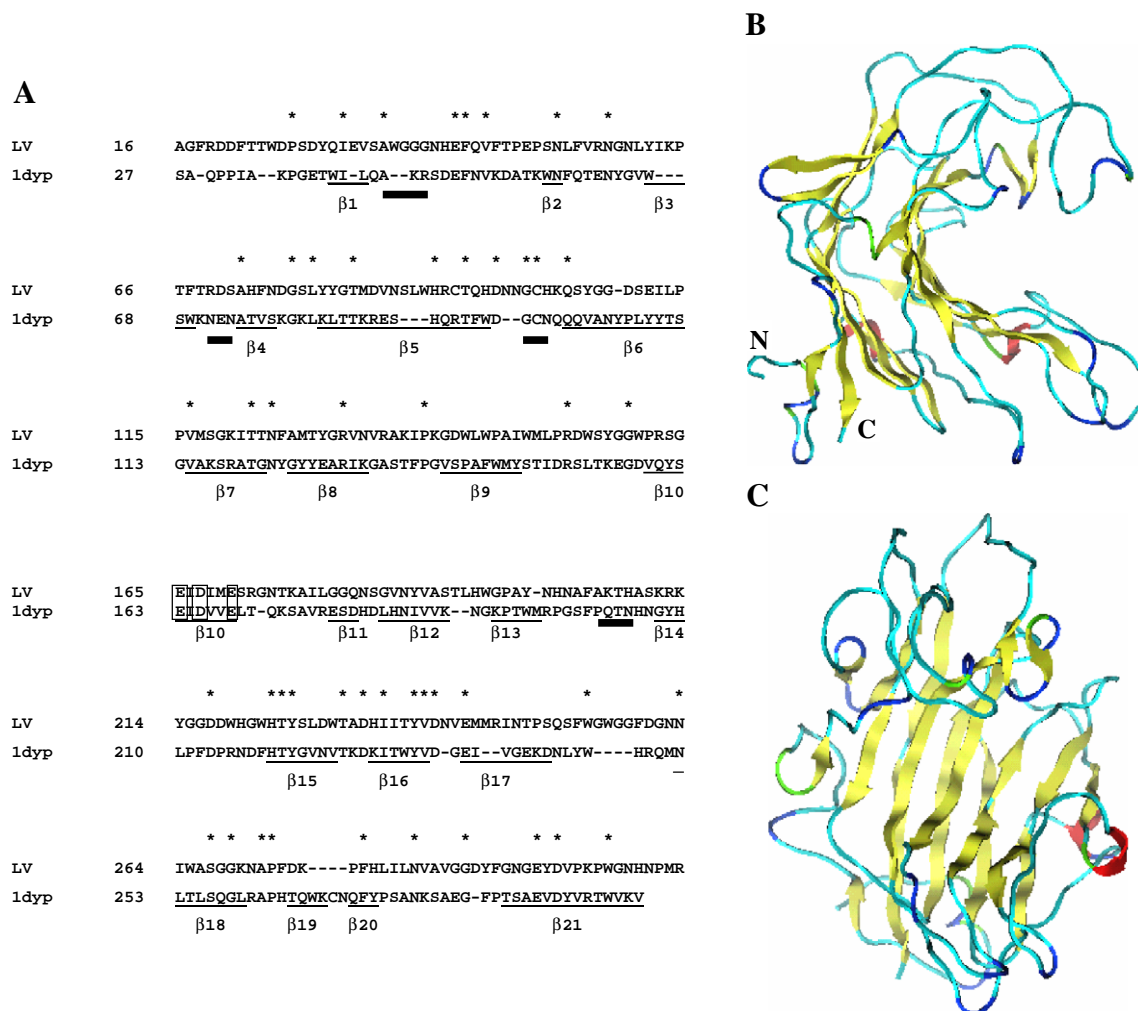 A
B
* * * ** * * *
LV 16 AGFRDDFTTWDPSDYQIEVSAWGGGNHEFQVFTPEPSNLFVRNGNLYIKP
1dyp 27 SA-QPPIA--KPGETWI-LQA--KRSDEFNVKDATKWNFQTENYGVW---
β1 β2 β3
* * * * * * * ** *
LV 66 TFTRDSAHFNDGSLYYGTMDVNSLWHRCTQHDNNGCHKQSYGG-DSEILP
1dyp 68 SWKNENATVSKGKLKLTTKRES---HQRTFWD--GCNQQQVANYPLYYTS
β4 β5 β6
N
C
* * * * * * *
LV 115 PVMSGKITTNFAMTYGRVNVRAKIPKGDWLWPAIWMLPRDWSYGGWPRSG
1dyp 113 GVAKSRATGNYGYYEARIKGASTFPGVSPAFWMYSTIDRSLTKEGDVQYS
β7 β8 β9 β10
C
LV 165 EIDIMESRGNTKAILGGQNSGVNYVASTLHWGPAY-NHNAFAKTHASKRK
1dyp 163 EIDVVELT-QKSAVRESDHDLHNIVVK--NGKPTWMRPGSFPQTNHNGYH
β10 β11 β12 β13 β14
* *** * * * *** * * *
LV 214 YGGDDWHGWHTYSLDWTADHIITYVDNVEMMRINTPSQSFWGWGGFDGNN
1dyp 210 LPFDPRNDFHTYGVNVTKDKITWYVD-GEI--VGEKDNLYW----HRQMN
β15 β16 β17
* * ** * * * * * *
LV 264 IWASGGKNAPFDK----PFHLILNVAVGGDYFGNGEYDVPKPWGNHNPMR
1dyp 253 LTLSQGLRAPHTQWKCNQFYPSANKSAEG-FPTSAEVDYVRTWVKV
β18 β19 β20 β21